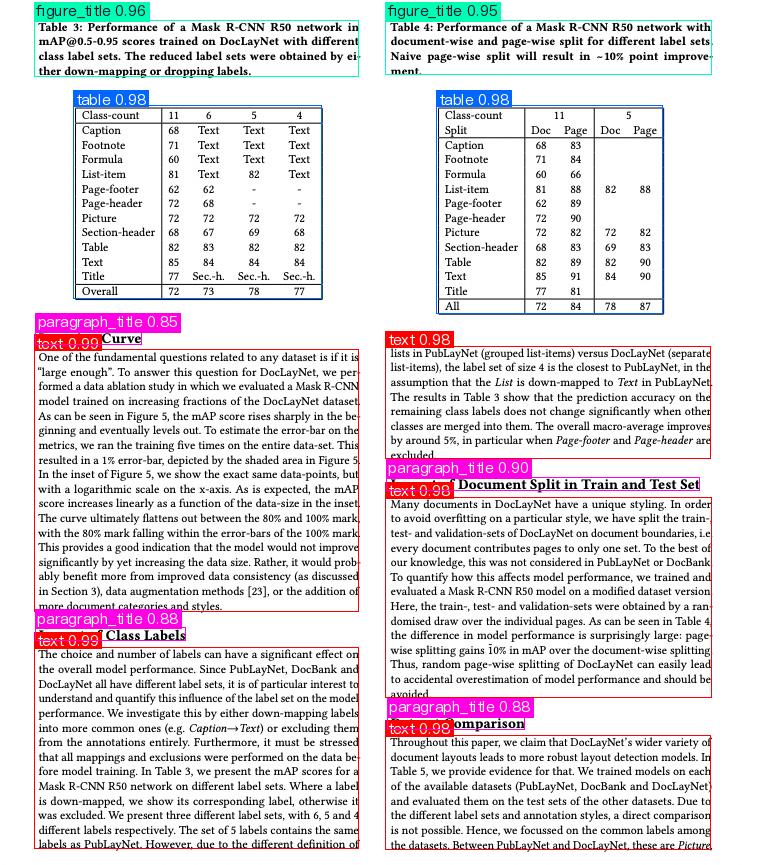 figure_title 0.96
Table 3: Performance of a Mask R-CNN R50 network in
mAP@0.5-0.95 scores trained on DocLayNet with different
class label sets. The reduced label sets were obtained by ei-
ther down-mapping or dropping labels.
table 0.98
Class-count 11 6 5 4
Caption 68 Text Text Text
Footnote 71 Text Text Text
Formula 60 Text Text Text
List-item 81 Text 82 Text
Page-footer 62 62 - -
Page-header 72 68 - -
Picture 72 72 72 72
Section-header 68 67 69 68
Table 82 83 82 82
Text 85 84 84 84
Title 77 Sec.-h. Sec.-h. Sec.-h.
Overall 72 73 78 77
paragraph_title 0.85
Curve
text 0.99
One of the fundamental questions related to any dataset is if it is
“large enough”. To answer this question for DocLayNet, we per-
formed a data ablation study in which we evaluated a Mask R-CNN
model trained on increasing fractions of the DocLayNet dataset.
As can be seen in Figure 5, the mAP score rises sharply in the be-
ginning and eventually levels out. To estimate the error-bar on the
metrics, we ran the training five times on the entire data-set. This
resulted in a 1% error-bar, depicted by the shaded area in Figure 5.
In the inset of Figure 5, we show the exact same data-points, but
with a logarithmic scale on the x-axis. As is expected, the mAP
score increases linearly as a function of the data-size in the inset.
The curve ultimately flattens out between the 80% and 100% mark,
with the 80% mark falling within the error-bars of the 100% mark.
This provides a good indication that the model would not improve
significantly by yet increasing the data size. Rather, it would prob-
ably benefit more from improved data consistency (as discussed
in Section 3), data augmentation methods [23], or the addition of
more document categories and styles.
paragraph_title 0.88
Class Labels
text 0.99
The choice and number of labels can have a significant effect on
the overall model performance. Since PubLayNet, DocBank and
DocLayNet all have different label sets, it is of particular interest to
understand and quantify this influence of the label set on the model
performance. We investigate this by either down-mapping labels
into more common ones (e.g. Caption→Text) or excluding them
from the annotations entirely. Furthermore, it must be stressed
that all mappings and exclusions were performed on the data be-
fore model training. In Table 3, we present the mAP scores for a
Mask R-CNN R50 network on different label sets. Where a label
is down-mapped, we show its corresponding label, otherwise it
was excluded. We present three different label sets, with 6, 5 and 4
different labels respectively. The set of 5 labels contains the same
labels as PubLayNet. However, due to the different definition of
figure_title 0.95
Table 4: Performance of a Mask R-CNN R50 network with
document-wise and page-wise split for different label sets.
Naive page-wise split will result in ~10% point improve-
ment.
table 0.98
Class-count 11 5
Split Doc Page Doc Page
Caption 68 83
Footnote 71 84
Formula 60 66
List-item 81 88 82 88
Page-footer 62 89
Page-header 72 90
Picture 72 82 72 82
Section-header 68 83 69 83
Table 82 89 82 90
Text 85 91 84 90
Title 77 81
All 72 84 78 87
text 0.98
lists in PubLayNet (grouped list-items) versus DocLayNet (separate
list-items), the label set of size 4 is the closest to PubLayNet, in the
assumption that the List is down-mapped to Text in PubLayNet.
The results in Table 3 show that the prediction accuracy on the
remaining class labels does not change significantly when other
classes are merged into them. The overall macro-average improves
by around 5%, in particular when Page-footer and Page-header are
excluded.
paragraph_title 0.90
of Document Split in Train and Test Set
text 0.98
Many documents in DocLayNet have a unique styling. In order
to avoid overfitting on a particular style, we have split the train-,
test- and validation-sets of DocLayNet on document boundaries, i.e.
every document contributes pages to only one set. To the best of
our knowledge, this was not considered in PubLayNet or DocBank.
To quantify how this affects model performance, we trained and
evaluated a Mask R-CNN R50 model on a modified dataset version.
Here, the train-, test- and validation-sets were obtained by a ran-
domised draw over the individual pages. As can be seen in Table 4,
the difference in model performance is surprisingly large: page-
wise splitting gains 10% in mAP over the document-wise splitting.
Thus, random page-wise splitting of DocLayNet can easily lead
to accidental overestimation of model performance and should be
avoided.
paragraph_title 0.88
Comparison
text 0.98
Throughout this paper, we claim that DocLayNet's wider variety of
document layouts leads to more robust layout detection models. In
Table 5, we provide evidence for that. We trained models on each
of the available datasets (PubLayNet, DocBank and DocLayNet)
and evaluated them on the test sets of the other datasets. Due to
the different label sets and annotation styles, a direct comparison
is not possible. Hence, we focussed on the common labels among
the datasets. Between PubLayNet and DocLayNet, these are Picture,